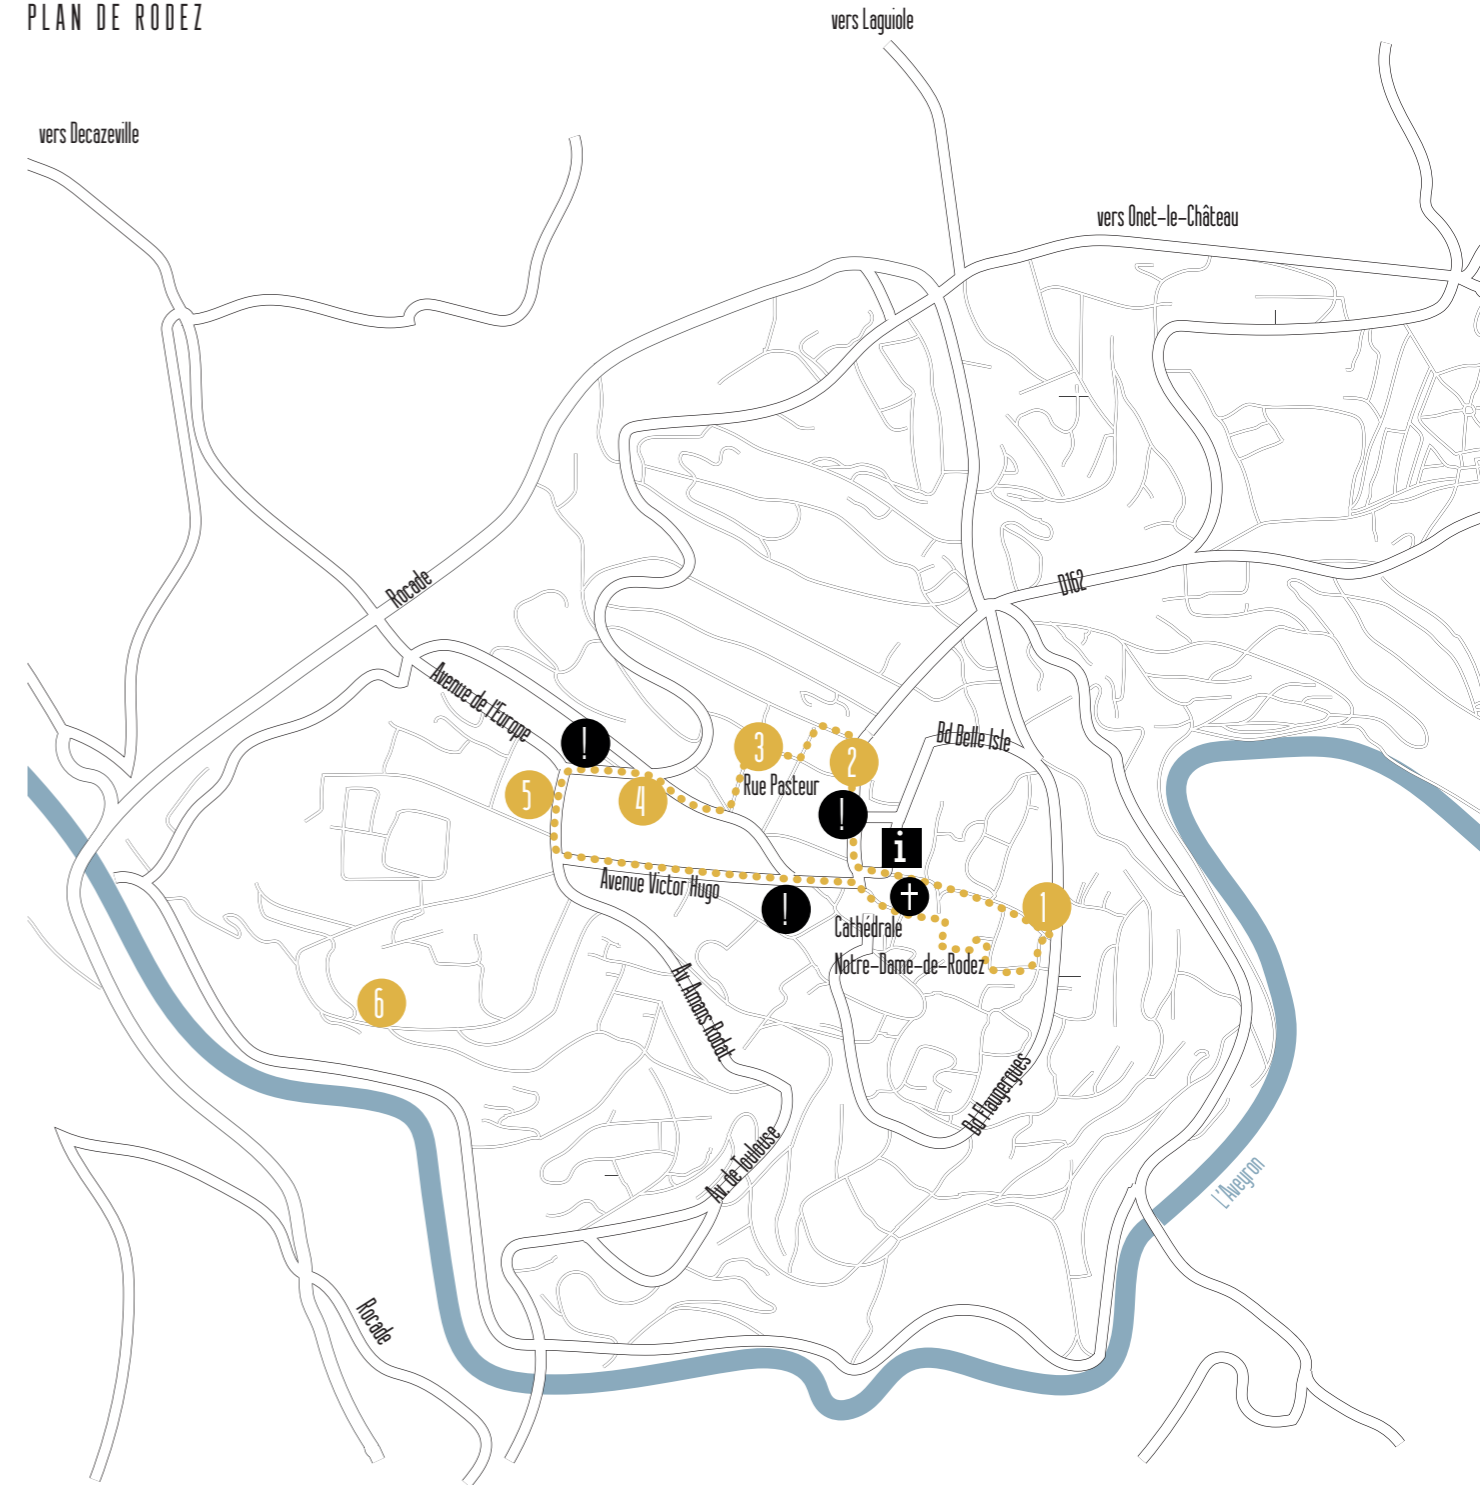 PLAN DE RODEZ
vers Laguiole
vers Decazeville
vers Onet-le-Château
Rocade
D162
Avenue de l'Europe
!
3
2
Bd Belle Isle
Rue Pasteur
5
4
!
i
Avenue Victor Hugo
!
1
Cathédrale
Notre-Dame-de-Rodez
6
Av. Amans Rodat
Bd Flaugergues
Av. de Toulouse
L'Aveyron
Rocade